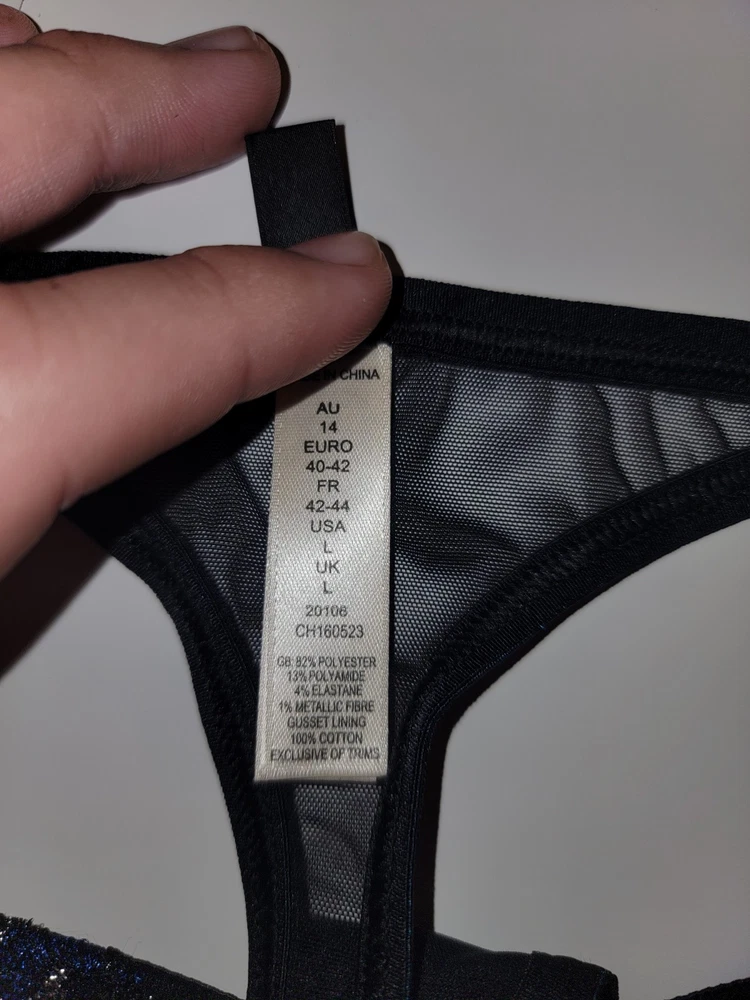 CHINA
AU
14
EURO
40-42
FR
42-44
USA
L
UK
L
20106
CH160523
GB: 82% POLYESTER
13% POLYAMIDE
4% ELASTANE
1% METALLIC FIBRE
GUSSET LINING
100% COTTON
EXCLUSIVE OF TRIMS